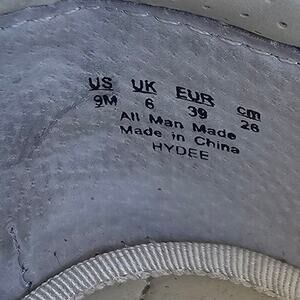 US UK EUR cm
9M 6 39 26
All Man Made
Made in China
HYDEE